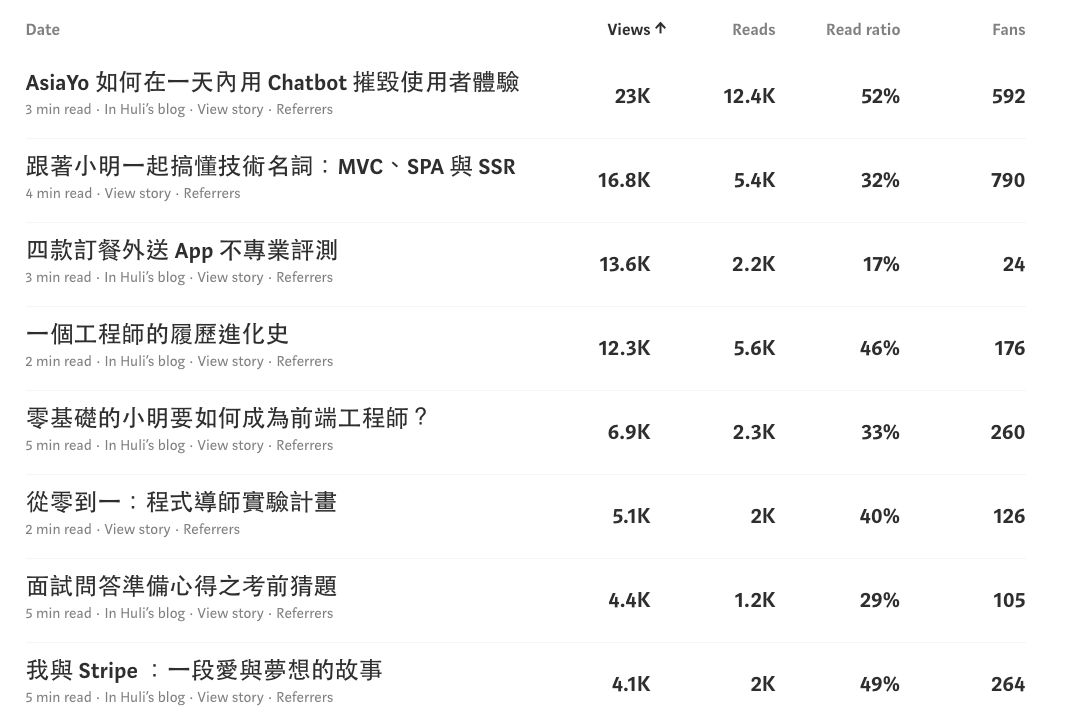 Date Views ↑ Reads Read ratio Fans
AsiaYo 如何在一天內用 Chatbot 摧毀使用者體驗 23K 12.4K 52% 592
3 min read · In Huli's blog · View story · Referrers
跟著小明一起搞懂技術名詞：MVC、SPA 與 SSR 16.8K 5.4K 32% 790
4 min read · View story · Referrers
四款訂餐外送 App 不專業評測 13.6K 2.2K 17% 24
3 min read · In Huli's blog · View story · Referrers
一個工程師的履歷進化史 12.3K 5.6K 46% 176
2 min read · In Huli's blog · View story · Referrers
零基礎的小明要如何成為前端工程師？ 6.9K 2.3K 33% 260
5 min read · In Huli's blog · View story · Referrers
從零到一：程式導師實驗計畫 5.1K 2K 40% 126
2 min read · View story · Referrers
面試問答準備心得之考前猜題 4.4K 1.2K 29% 105
5 min read · In Huli's blog · View story · Referrers
我與 Stripe ：一段愛與夢想的故事 4.1K 2K 49% 264
5 min read · In Huli's blog · View story · Referrers